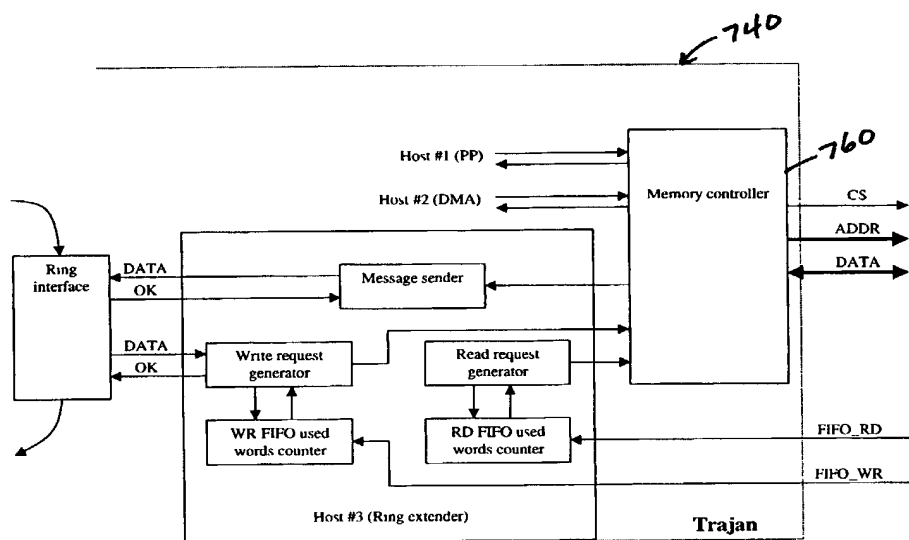 740
760
Host #1 (PP)
Memory controller
CS
Host #2 (DMA)
ADDR
Ring
interface
DATA
Message sender
DATA
OK
DATA
Write request
generator
Read request
generator
OK
WR FIFO used
words counter
RD FIFO used
words counter
FIFO_RD
FIFO_WR
Host #3 (Ring extender)
Trajan